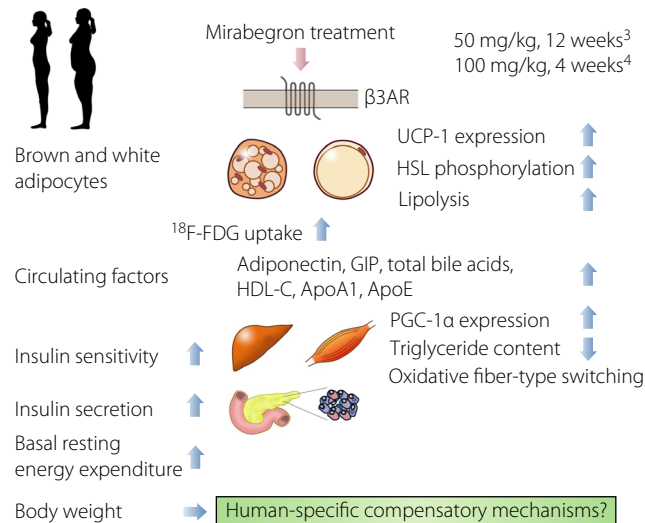 Mirabegron treatment
50 mg/kg, 12 weeks³
100 mg/kg, 4 weeks⁴
β3AR
Brown and white
adipocytes
UCP-1 expression
HSL phosphorylation
Lipolysis
¹⁸F-FDG uptake
Circulating factors
Adiponectin, GIP, total bile acids,
HDL-C, ApoA1, ApoE
PGC-1α expression
Triglyceride content
Oxidative fiber-type switching
Insulin sensitivity
Insulin secretion
Basal resting
energy expenditure
Body weight
Human-specific compensatory mechanisms?